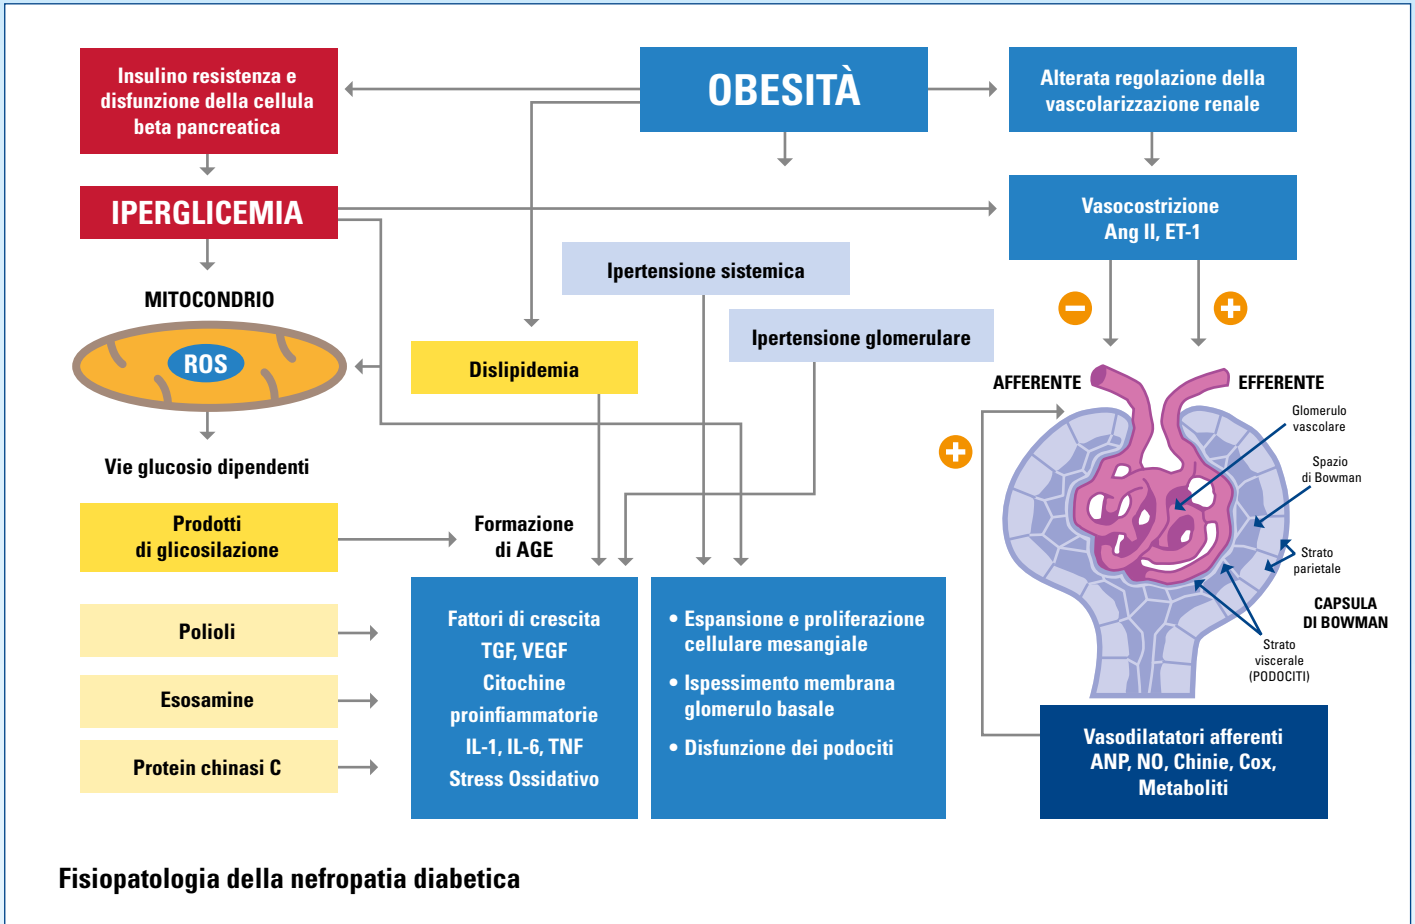 Insulino resistenza e
disfunzione della cellula
beta pancreatica
OBESITÀ
Alterata regolazione della
vascolarizzazione renale
IPERGLICEMIA
Vasocostrizione
Ang II, ET-1
Ipertensione sistemica
MITOCONDRIO
ROS
Ipertensione glomerulare
Dislipidemia
AFFERENTE
EFFERENTE
Glomerulo
vascolare
Spazio
di Bowman
Strato
parietale
CAPSULA
DI BOWMAN
Strato
viscerale
(PODOCITI)
Vie glucosio dipendenti
Prodotti
di glicosilazione
Formazione
di AGE
Polioli
Esosamine
Protein chinasi C
Fattori di crescita
TGF, VEGF
Citochine
proinfiammatorie
IL-1, IL-6, TNF
Stress Ossidativo
• Espansione e proliferazione
cellulare mesangiale
• Ispessimento membrana
glomerulo basale
• Disfunzione dei podociti
Vasodilatatori afferenti
ANP, NO, Chinie, Cox,
Metaboliti
Fisiopatologia della nefropatia diabetica